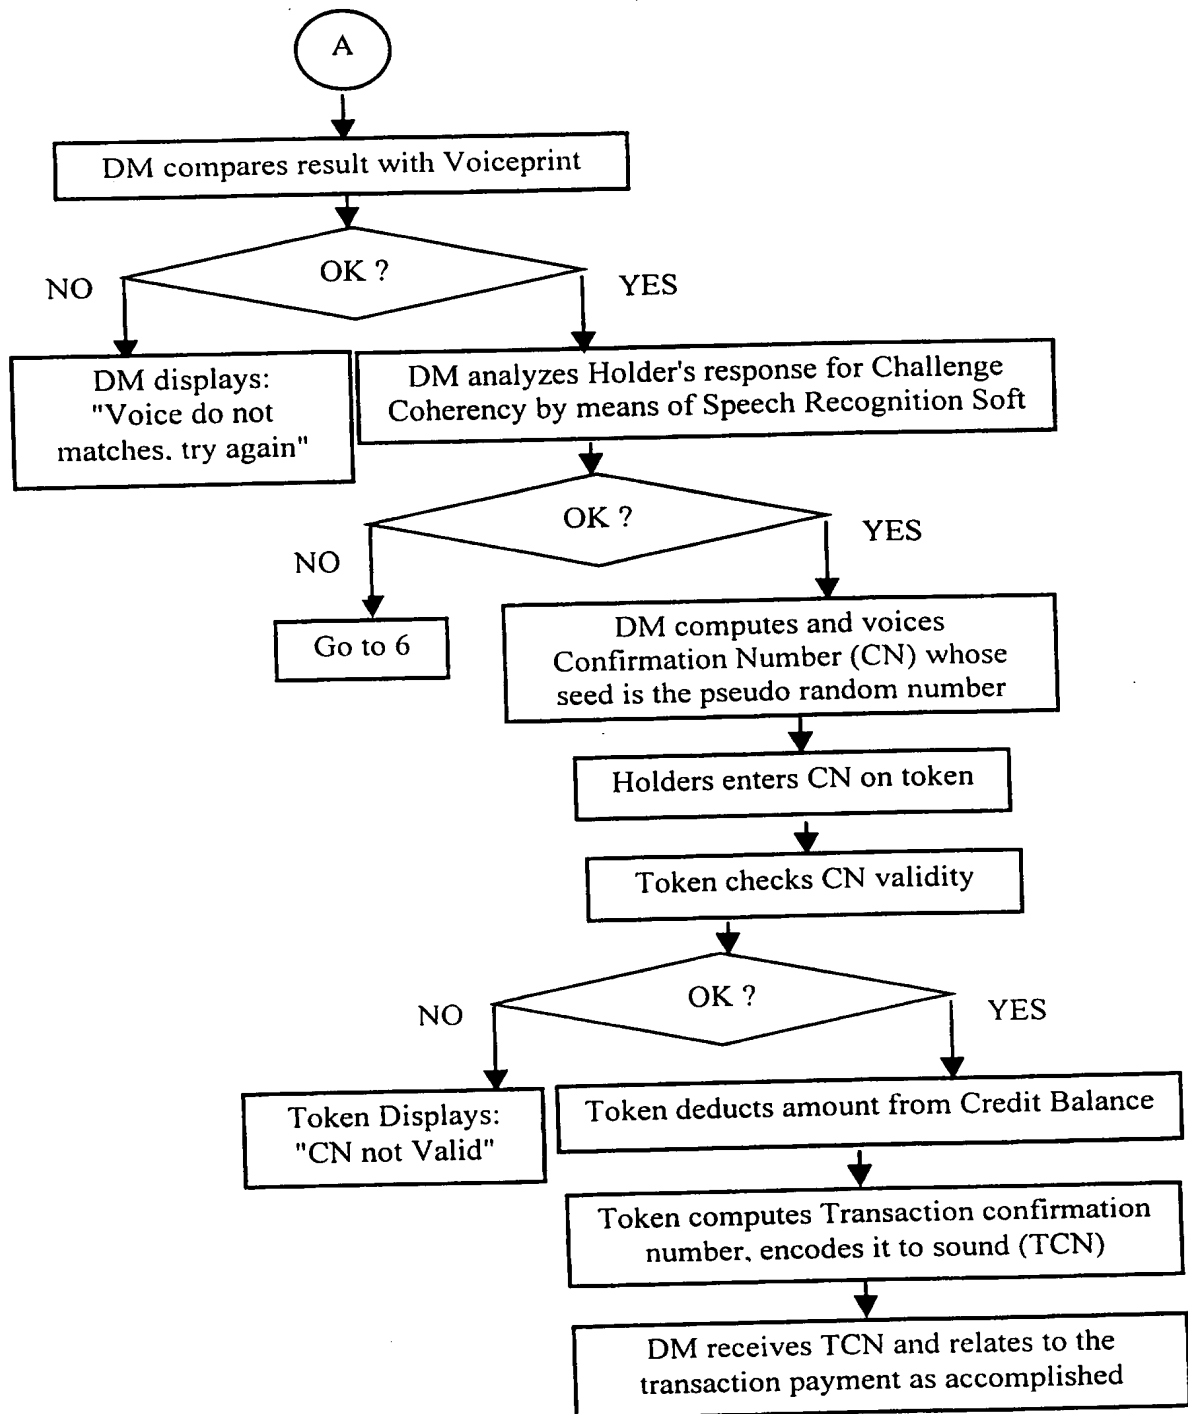 A
DM compares result with Voiceprint
OK ?
NO
YES
DM displays:
"Voice do not
matches. try again"
DM analyzes Holder's response for Challenge
Coherency by means of Speech Recognition Soft
OK ?
NO
YES
Go to 6
DM computes and voices
Confirmation Number (CN) whose
seed is the pseudo random number
Holders enters CN on token
Token checks CN validity
OK ?
NO
YES
Token Displays:
"CN not Valid"
Token deducts amount from Credit Balance
Token computes Transaction confirmation
number, encodes it to sound (TCN)
DM receives TCN and relates to the
transaction payment as accomplished